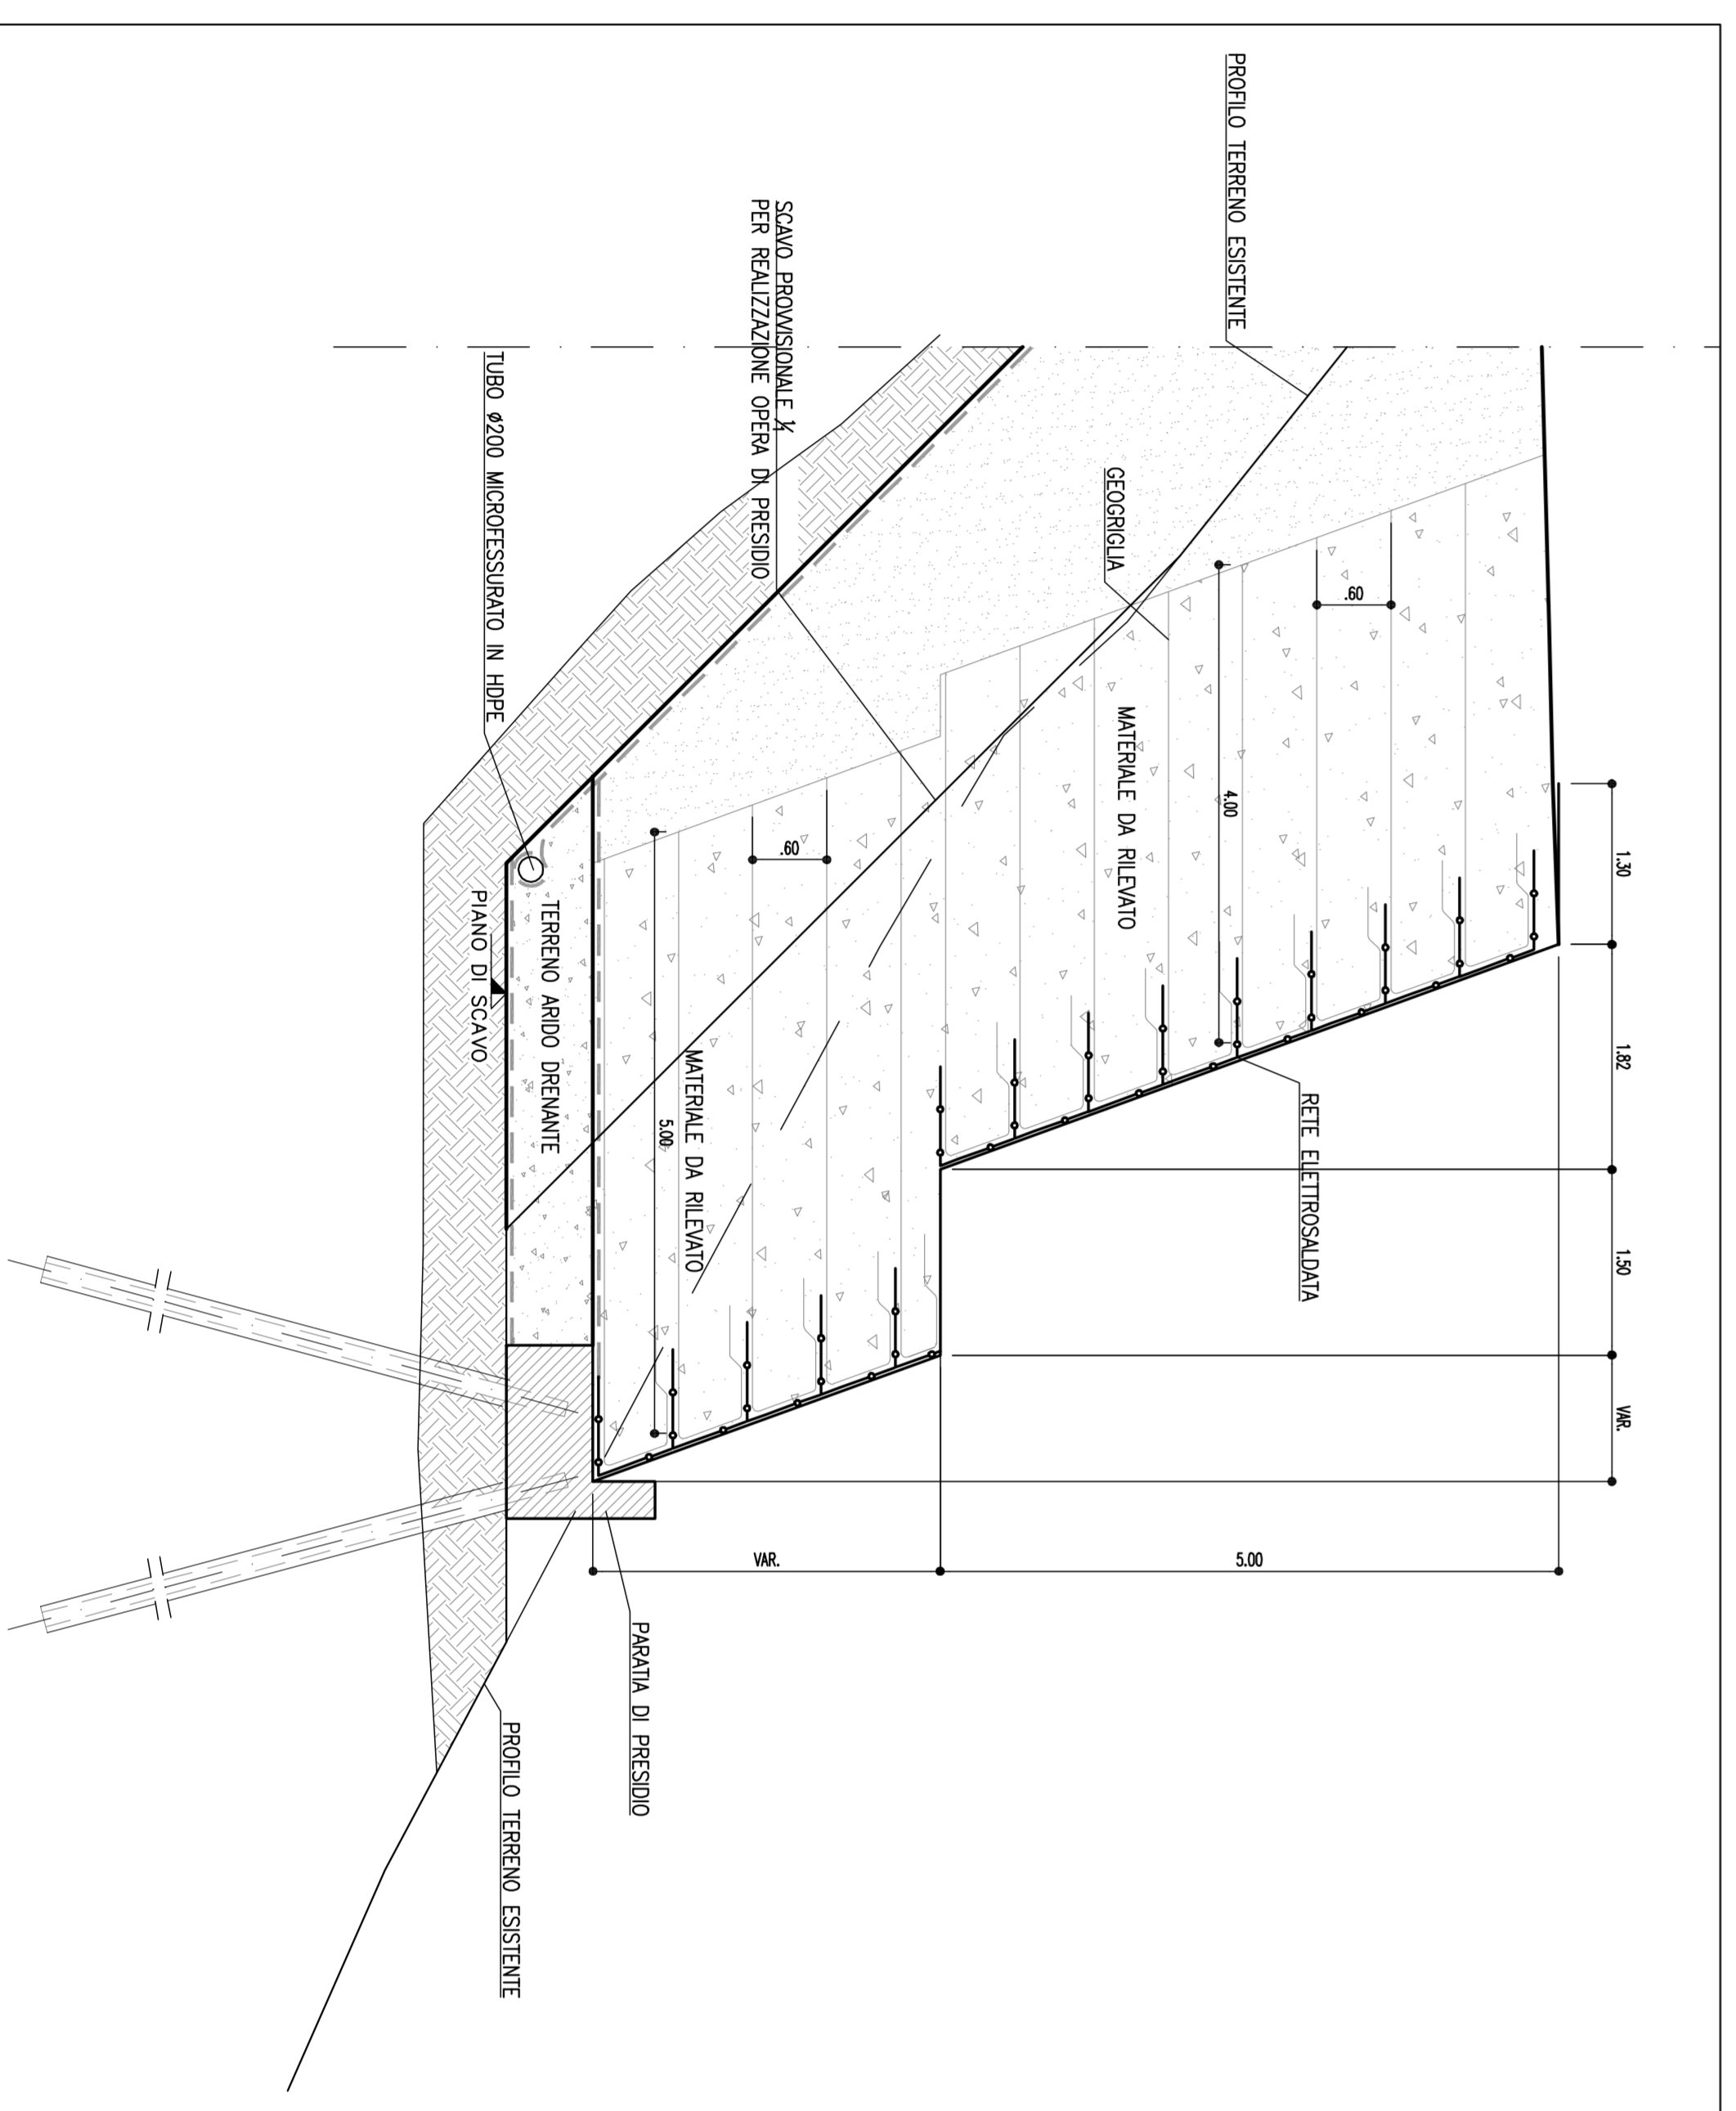 1.30
1.82
1.50
VAR.
PROFILO TERRENO ESISTENTE
.60
RETE ELETTROSALDATA
5.00
4.00
GEOGRIGLIA
MATERIALE DA RILEVATO
SCAVO PROVVISIONALE 1/1
PER REALIZZAZIONE OPERA DI PRESIDIO
.60
VAR.
MATERIALE DA RILEVATO
5.00
PARATIA DI PRESIDIO
TERRENO ARIDO DRENANTE
TUBO Ø200 MICROFESSURATO IN HDPE
PROFILO TERRENO ESISTENTE
PIANO DI SCAVO